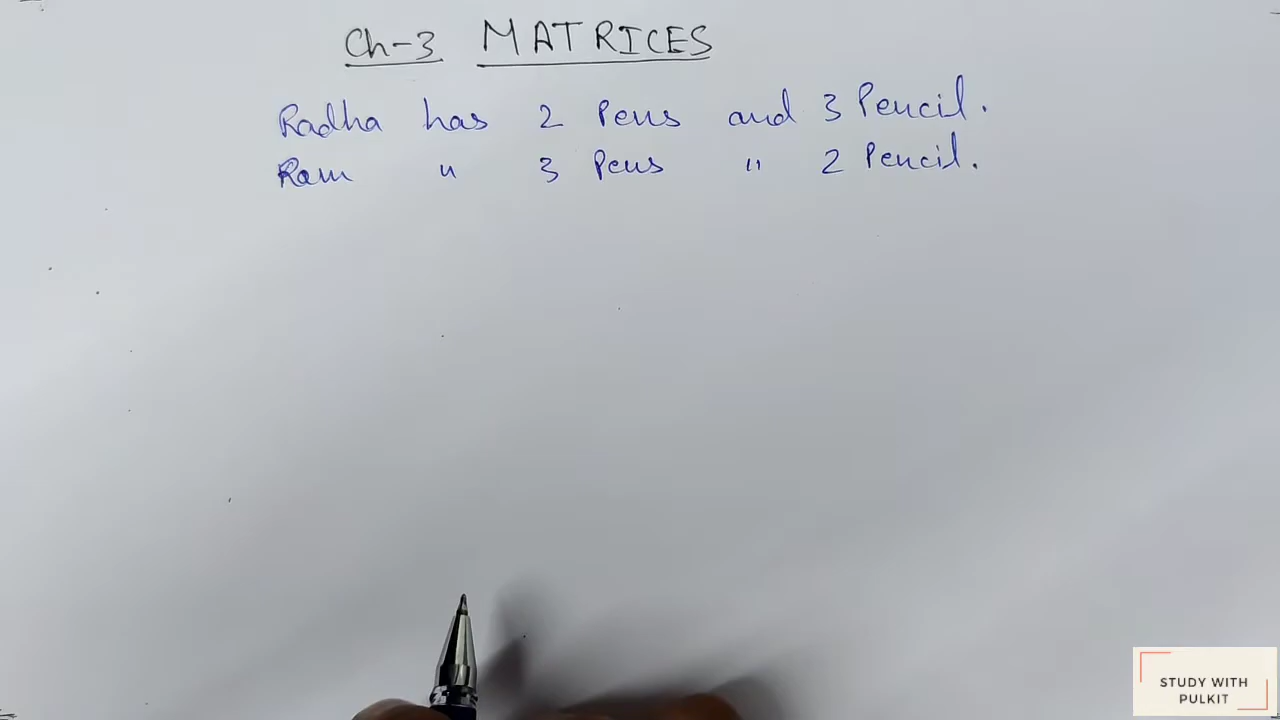 Ch-3 MATRICES
Radha has 2 Pens and 3 Pencil.
Ram " 3 Pens " 2 Pencil.
STUDY WITH
PULKIT